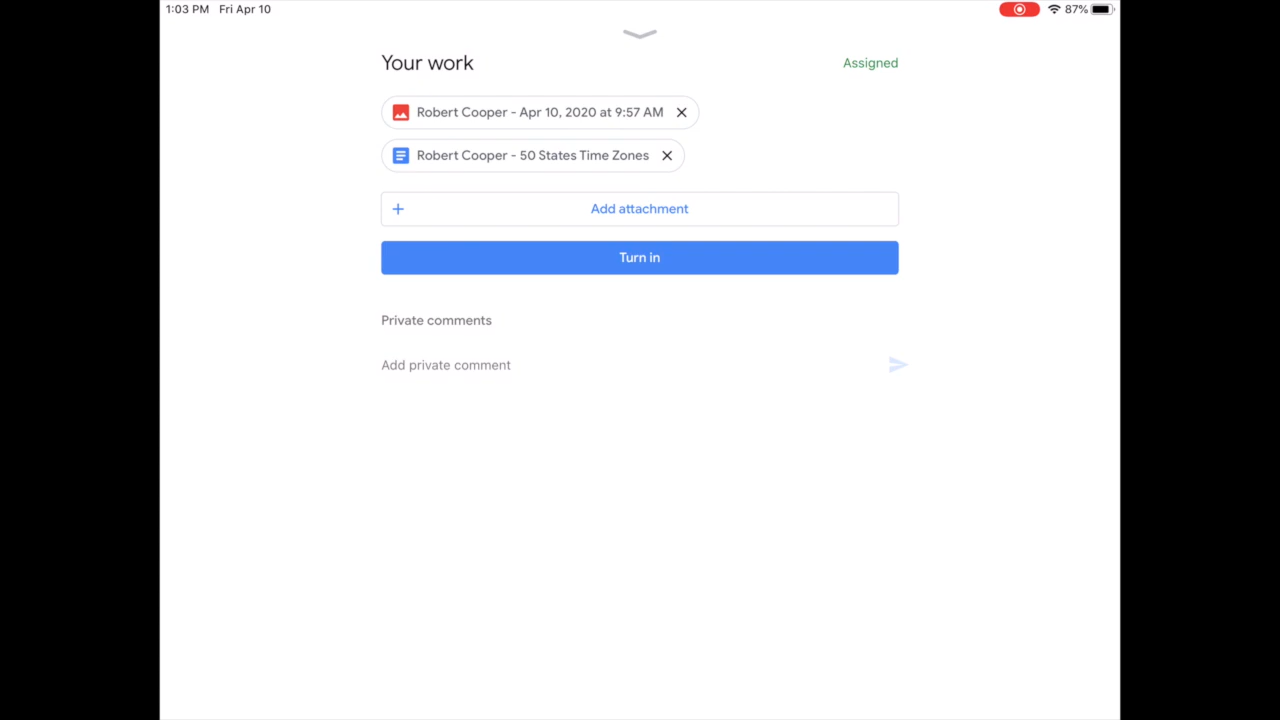 1:03 PM Fri Apr 10
87%
Your work
Assigned
Robert Cooper - Apr 10, 2020 at 9:57 AM
Robert Cooper - 50 States Time Zones
Add attachment
Turn in
Private comments
Add private comment